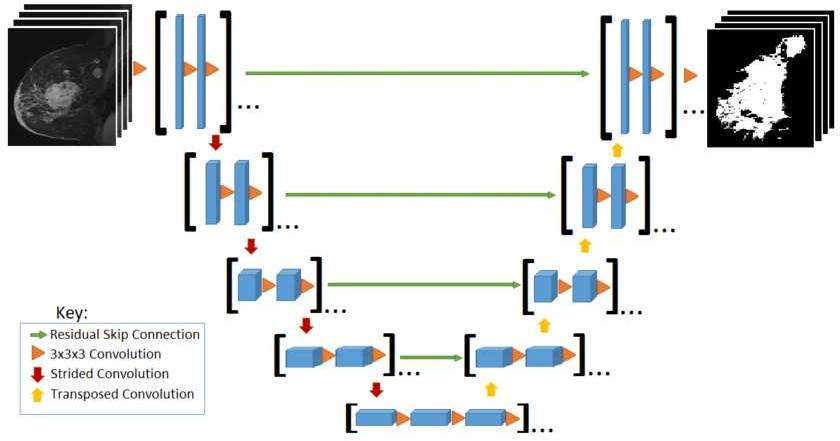 ...
...
...
...
...
...
...
...
...
Key:
Residual Skip Connection
3x3x3 Convolution
Strided Convolution
Transposed Convolution